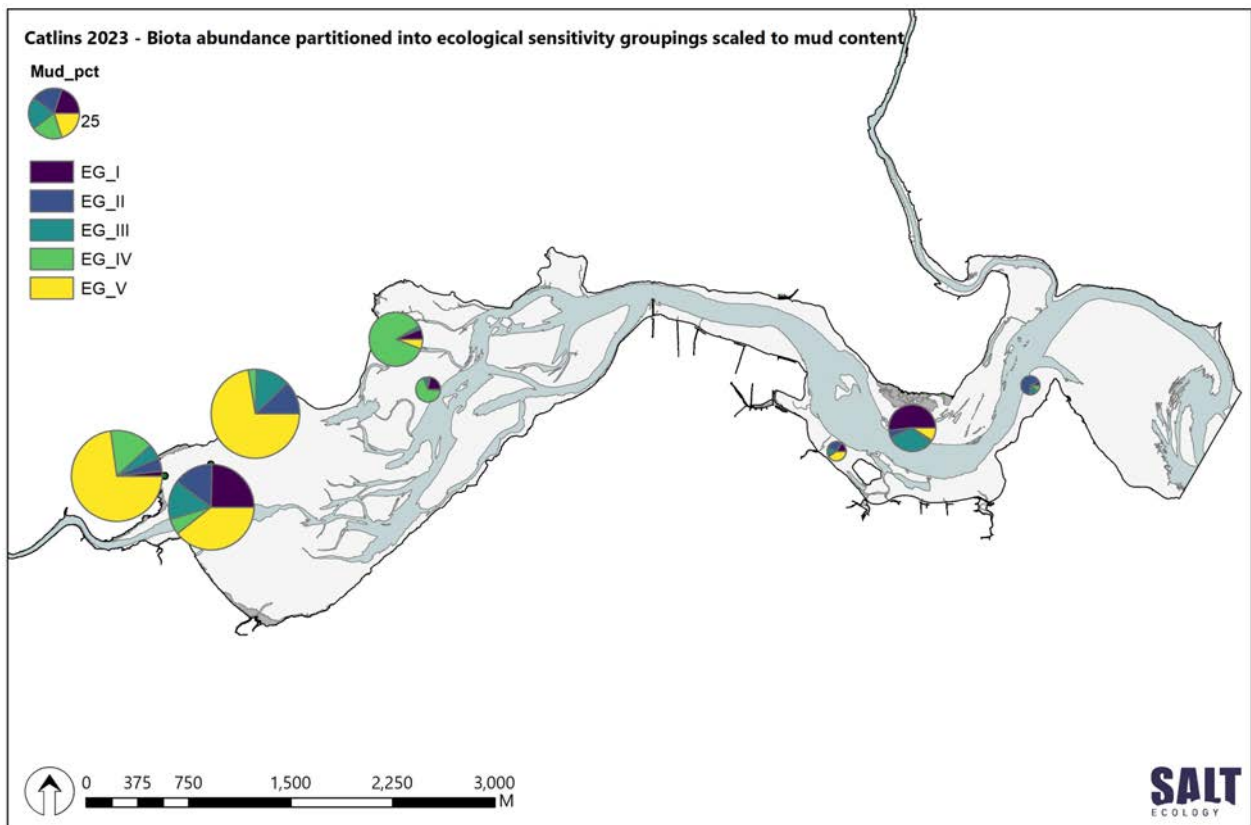 Catlins 2023 - Biota abundance partitioned into ecological sensitivity groupings scaled to mud content
Mud_pct
25
EG_I
EG_II
EG_III
EG_IV
EG_V
0 375 750 1,500 2,250 3,000
M
SALT
ECOLOGY